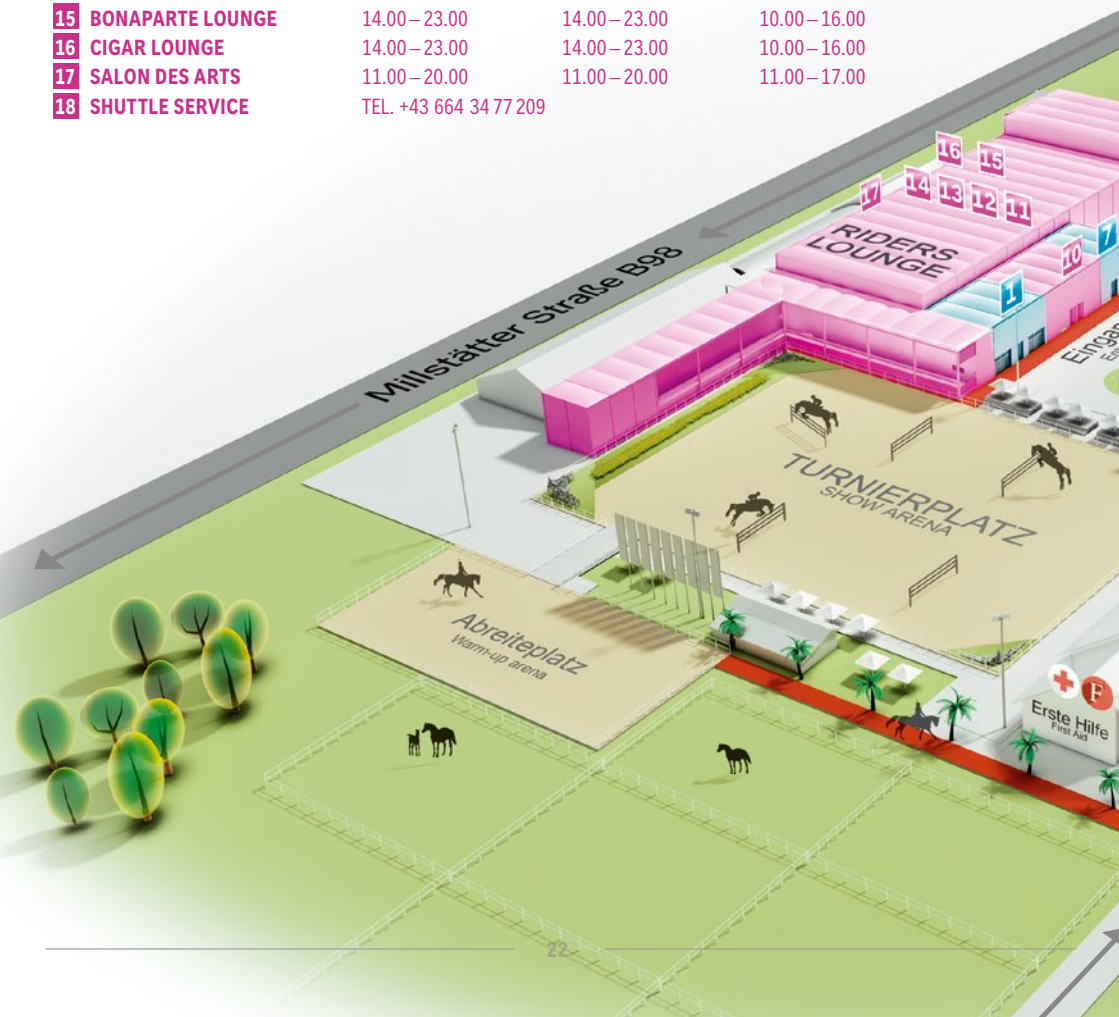 15 BONAPARTE LOUNGE 14.00 – 23.00 14.00 – 23.00 10.00 – 16.00
16 CIGAR LOUNGE 14.00 – 23.00 14.00 – 23.00 10.00 – 16.00
17 SALON DES ARTS 11.00 – 20.00 11.00 – 20.00 11.00 – 17.00
18 SHUTTLE SERVICE TEL. +43 664 34 77 209
16
15
17
14
13
12
11
RIDERS
LOUNGE
7
10
1
Millstätter Straße B98
TURNIERPLATZ
SHOW ARENA
Abreiteplatz
Warm-up arena
F
Erste Hilfe
First Aid
22